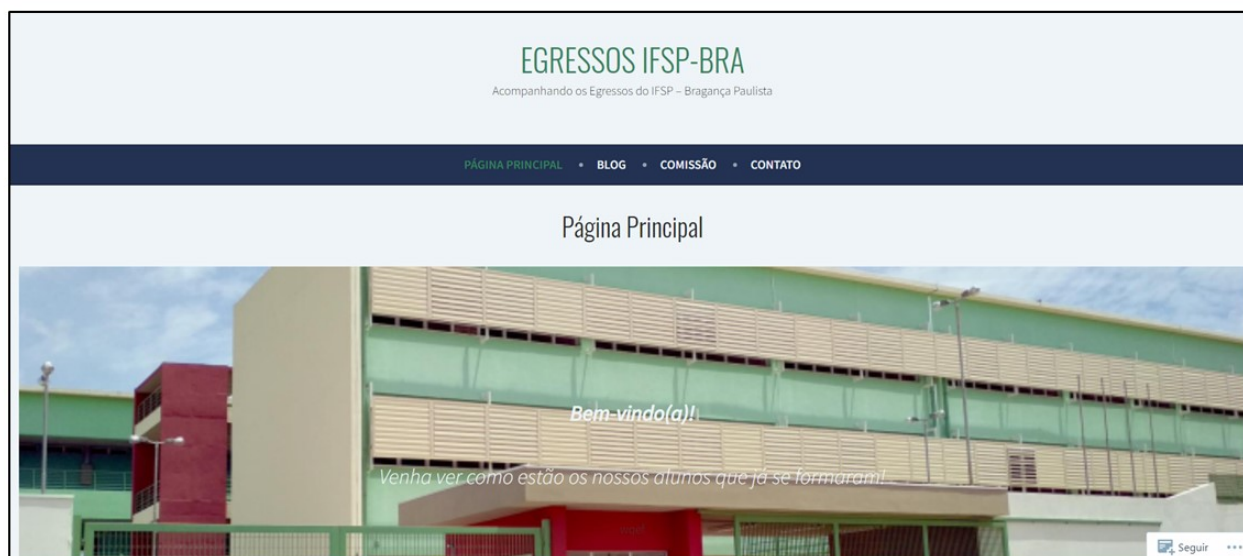 EGRESSOS IFSP-BRA
Acompanhando os Egressos do IFSP – Bragança Paulista
PÁGINA PRINCIPAL • BLOG • COMISSÃO • CONTATO
Página Principal
Bem-vindo(a)!
Venha ver como estão os nossos alunos que já se formaram!
Seguir